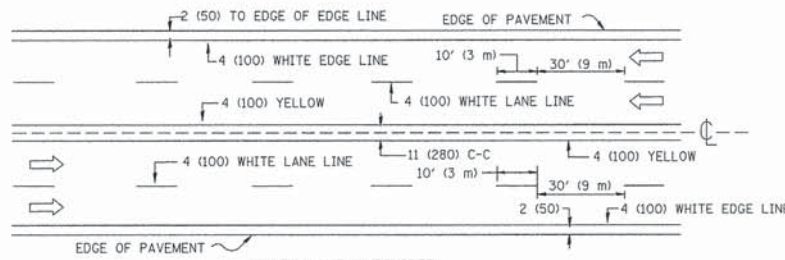 2 (50) TO EDGE OF EDGE LINE
EDGE OF PAVEMENT
4 (100) WHITE EDGE LINE
10' (3 m)
30' (9 m)
4 (100) YELLOW
4 (100) WHITE LANE LINE
℄
4 (100) WHITE LANE LINE
11 (280) C-C
4 (100) YELLOW
10' (3 m)
30' (9 m)
2 (50)
4 (100) WHITE EDGE LINE
EDGE OF PAVEMENT